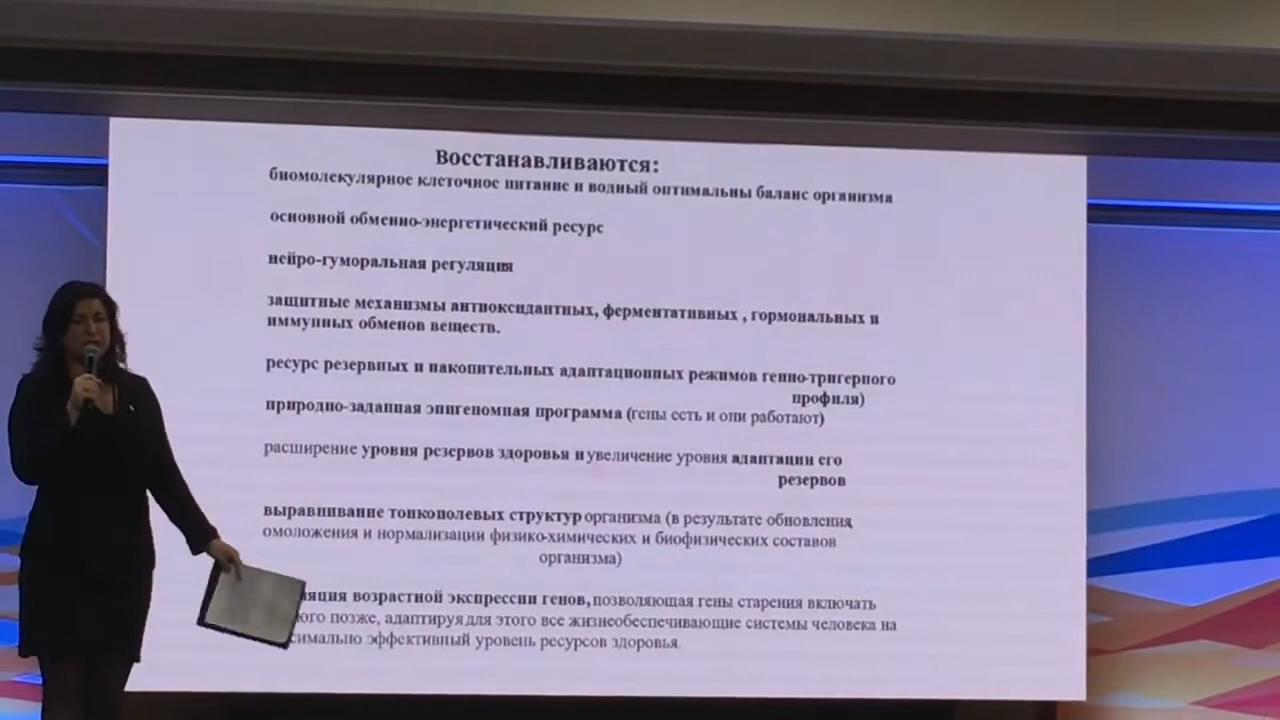 Восстанавливаются:
биомолекулярное клеточное питание и водный оптимальны баланс организма
основной обменно-энергетический ресурс
нейро-гуморальная регуляция
защитные механизмы антиоксидантных, ферментативных , гормональных и
иммунных обменов веществ.
ресурс резервных и накопительных адаптационных режимов генно-тригерного
профиля)
природно-заданная эпигеномная программа (гены есть и они работают)
расширение уровня резервов здоровья и увеличение уровня адаптации его
резервов
выравнивание тонкополевых структур организма (в результате обновления,
омоложения и нормализации физико-химических и биофизических составов
организма)
яция возрастной экспрессии генов, позволяющая гены старения включать
ного позже, адаптируя для этого все жизнеобеспечивающие системы человека на
симально эффективный уровень ресурсов здоровья.